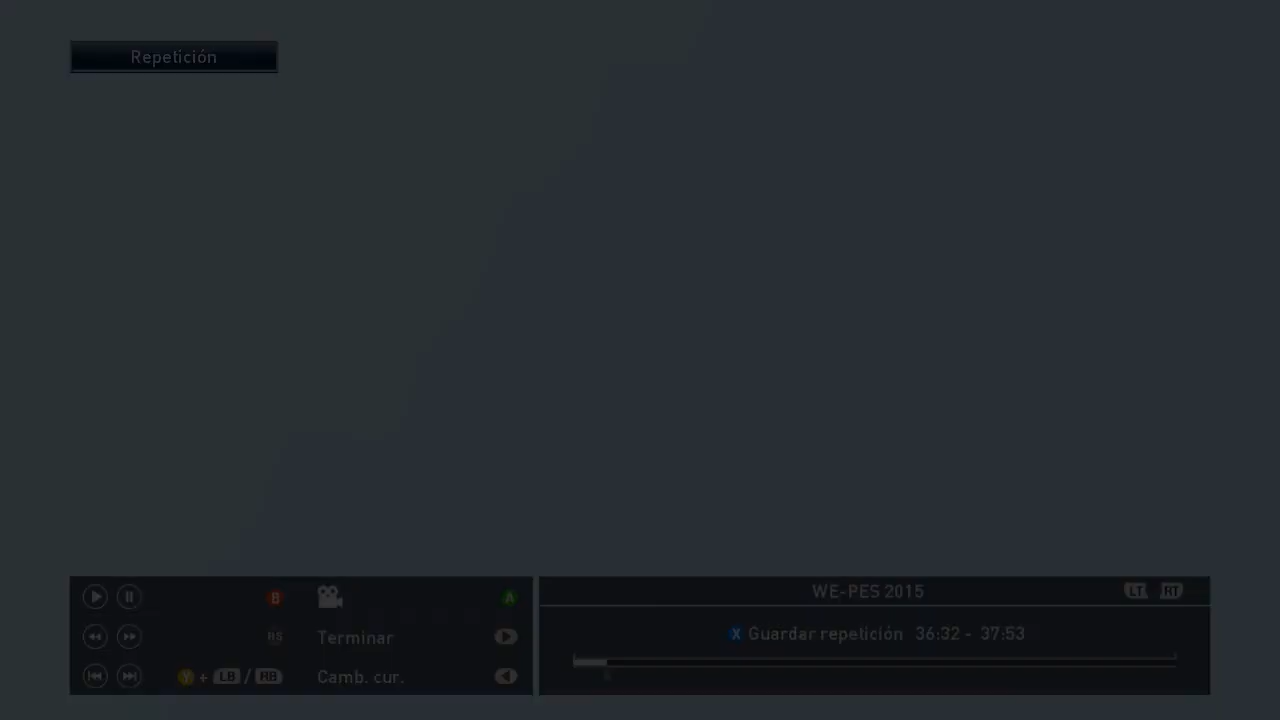 Repetición
B A
RS Terminar
Y + LB / RB Camb. cur.
WE-PES 2015 LT RT
X Guardar repetición 36:32 - 37:53